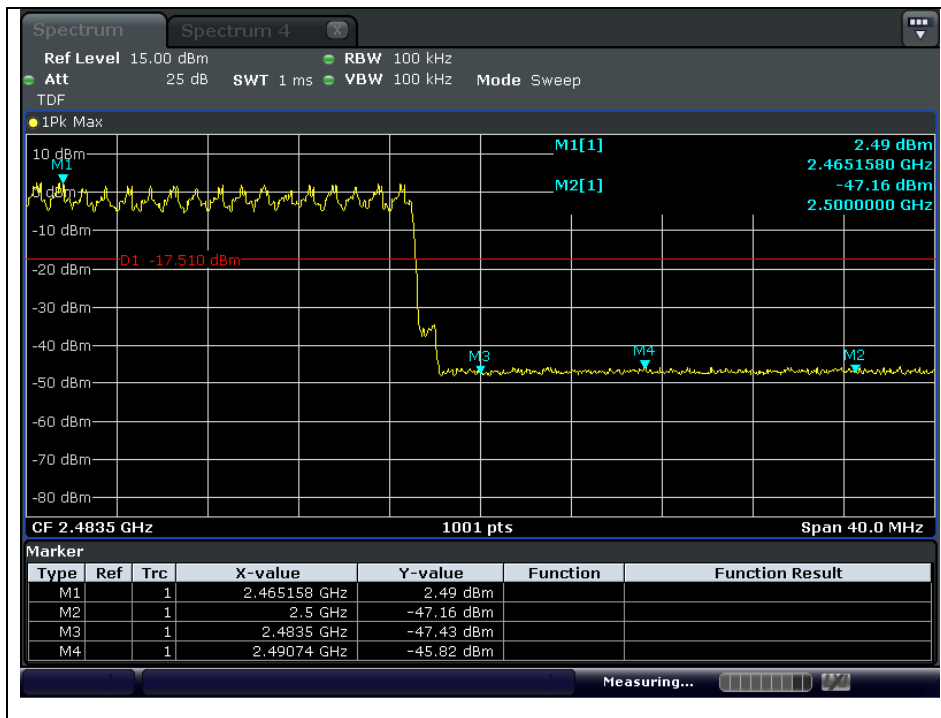 Spectrum Spectrum 4 X
Ref Level 15.00 dBm RBW 100 kHz
Att 25 dB SWT 1 ms VBW 100 kHz Mode Sweep
TDF
1Pk Max
M1[1] 2.49 dBm
2.4651580 GHz
M2[1] -47.16 dBm
2.5000000 GHz
10 dBm
M1
0 dBm
-10 dBm
D1 -17.510 dBm
-20 dBm
-30 dBm
-40 dBm
M3 M4 M2
-50 dBm
-60 dBm
-70 dBm
-80 dBm
CF 2.4835 GHz 1001 pts Span 40.0 MHz
Marker
Type Ref Trc X-value Y-value Function Function Result
M1 1 2.465158 GHz 2.49 dBm
M2 1 2.5 GHz -47.16 dBm
M3 1 2.4835 GHz -47.43 dBm
M4 1 2.49074 GHz -45.82 dBm
Measuring...